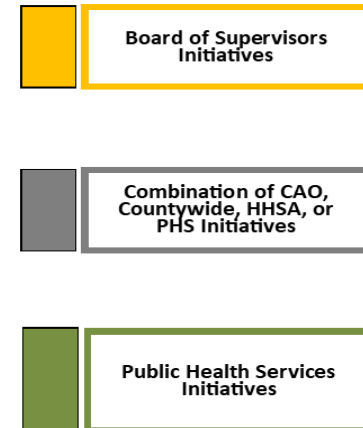 Board of Supervisors
Initiatives
Combination of CAO,
Countywide, HHSA, or
PHS Initiatives
Public Health Services
Initiatives